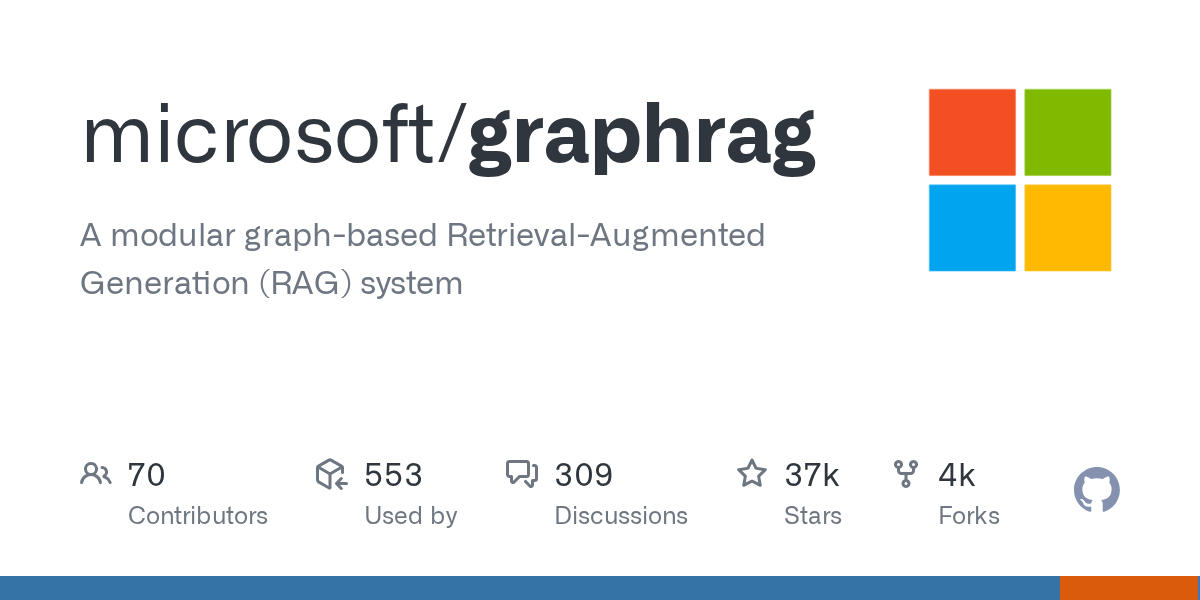 microsoft/graphrag
A modular graph-based Retrieval-Augmented
Generation (RAG) system
70 553 309 37k 4k
Contributors Used by Discussions Stars Forks